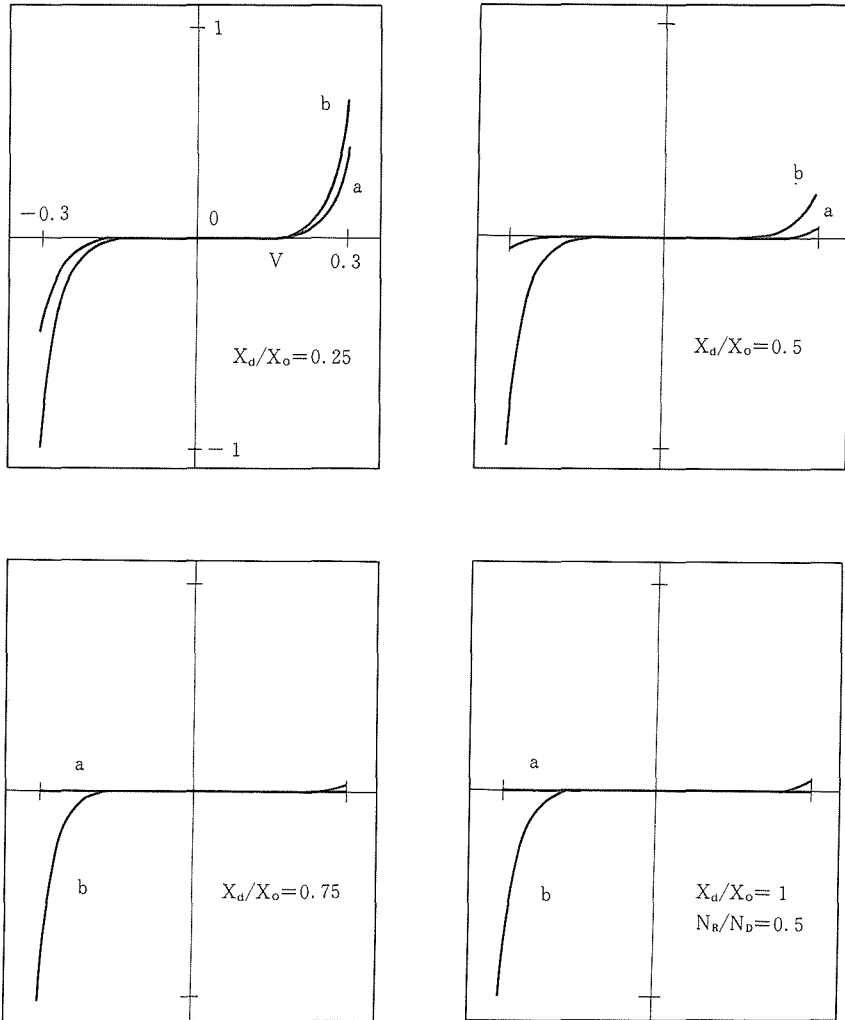 1
b
a
−0.3
0
V
0.3
X_d/X_o=0.25
−1
b
a
X_d/X_o=0.5
a
b
X_d/X_o=0.75
a
b
X_d/X_o=1
N_R/N_D=0.5